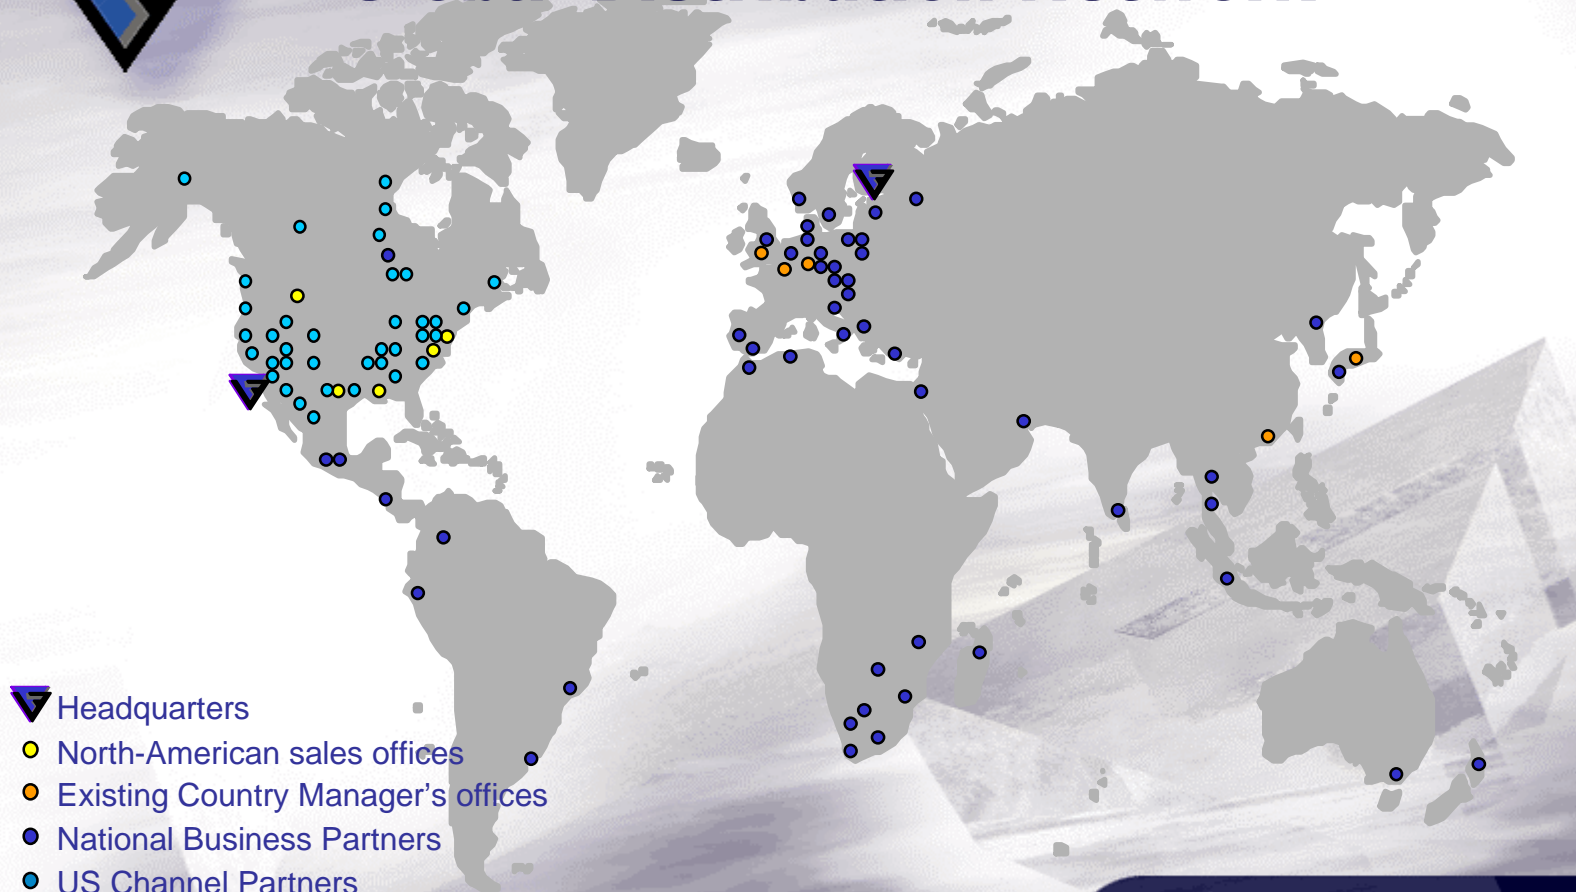 Headquarters
North-American sales offices
Existing Country Manager's offices
National Business Partners
US Channel Partners